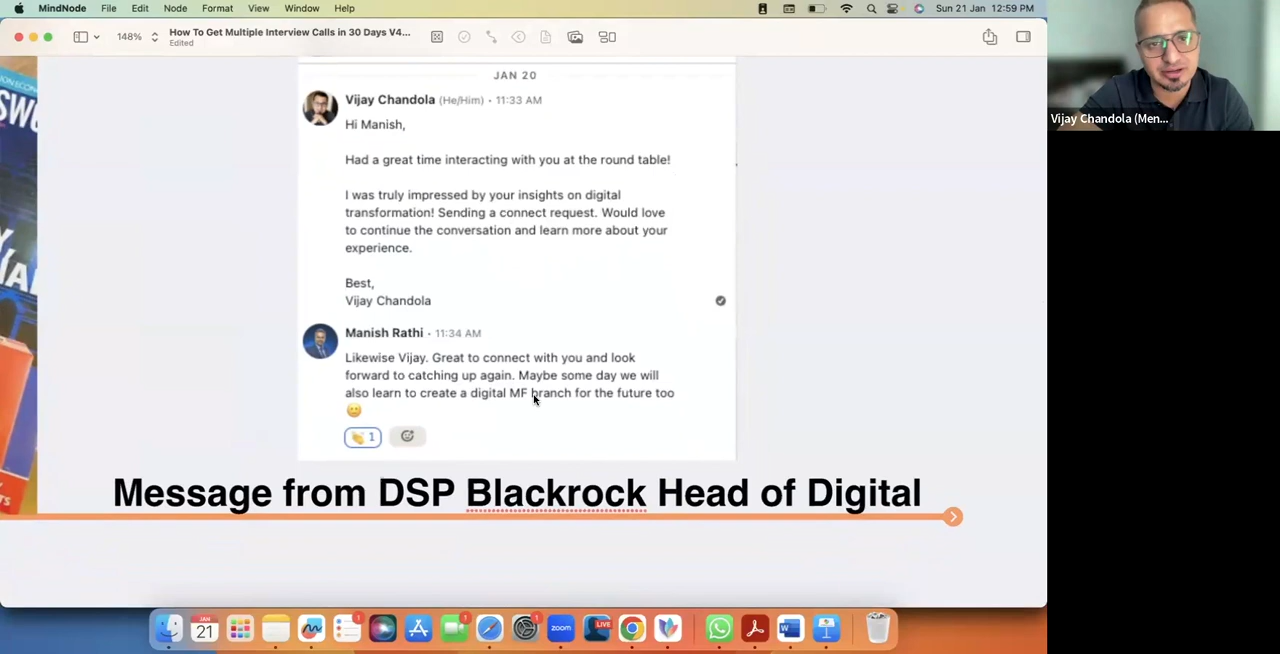 MindNode File Edit Node Format View Window Help Sun 21 Jan 12:59 PM
148% How To Get Multiple Interview Calls in 30 Days V4...
Edited
JAN 20
Vijay Chandola (He/Him) • 11:33 AM
Hi Manish,
Had a great time interacting with you at the round table!
I was truly impressed by your insights on digital
transformation! Sending a connect request. Would love
to continue the conversation and learn more about your
experience.
Best,
Vijay Chandola
Manish Rathi • 11:34 AM
Likewise Vijay. Great to connect with you and look
forward to catching up again. Maybe some day we will
also learn to create a digital MF branch for the future too
1
Message from DSP Blackrock Head of Digital
Vijay Chandola (Men...
JAN
21
1
1
1
zoom
LIVE